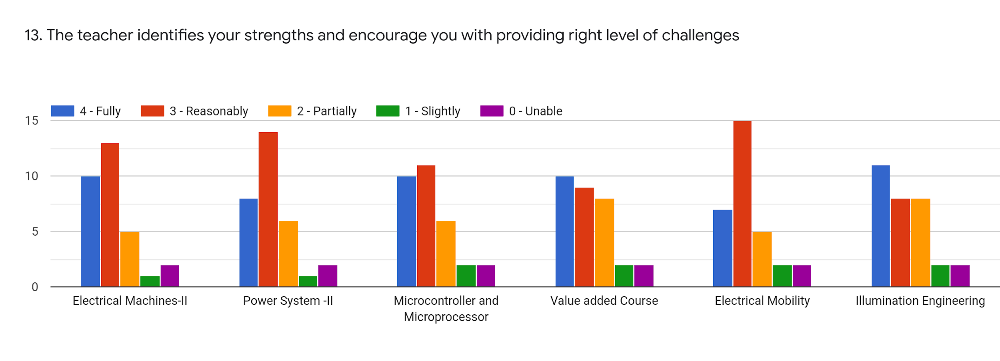 13. The teacher identifies your strengths and encourage you with providing right level of challenges
4 - Fully 3 - Reasonably 2 - Partially 1 - Slightly 0 - Unable
15
10
5
0
Electrical Machines-II Power System -II Microcontroller and Value added Course Electrical Mobility Illumination Engineering
Microprocessor